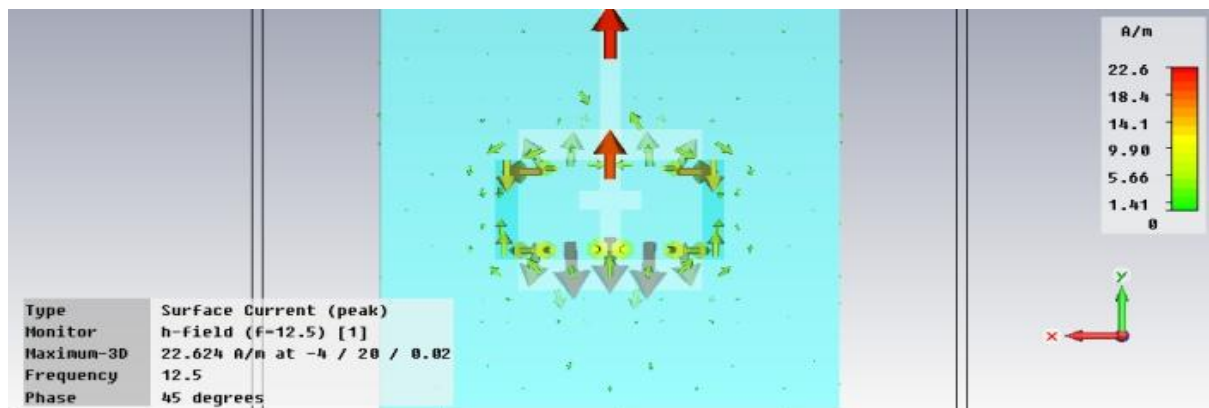 A/m
22.6
18.4
14.1
9.90
5.66
1.41
0
y
x
Type Surface Current (peak)
Monitor h-field (f=12.5) [1]
Maximum-3D 22.624 A/m at -4 / 20 / 0.02
Frequency 12.5
Phase 45 degrees